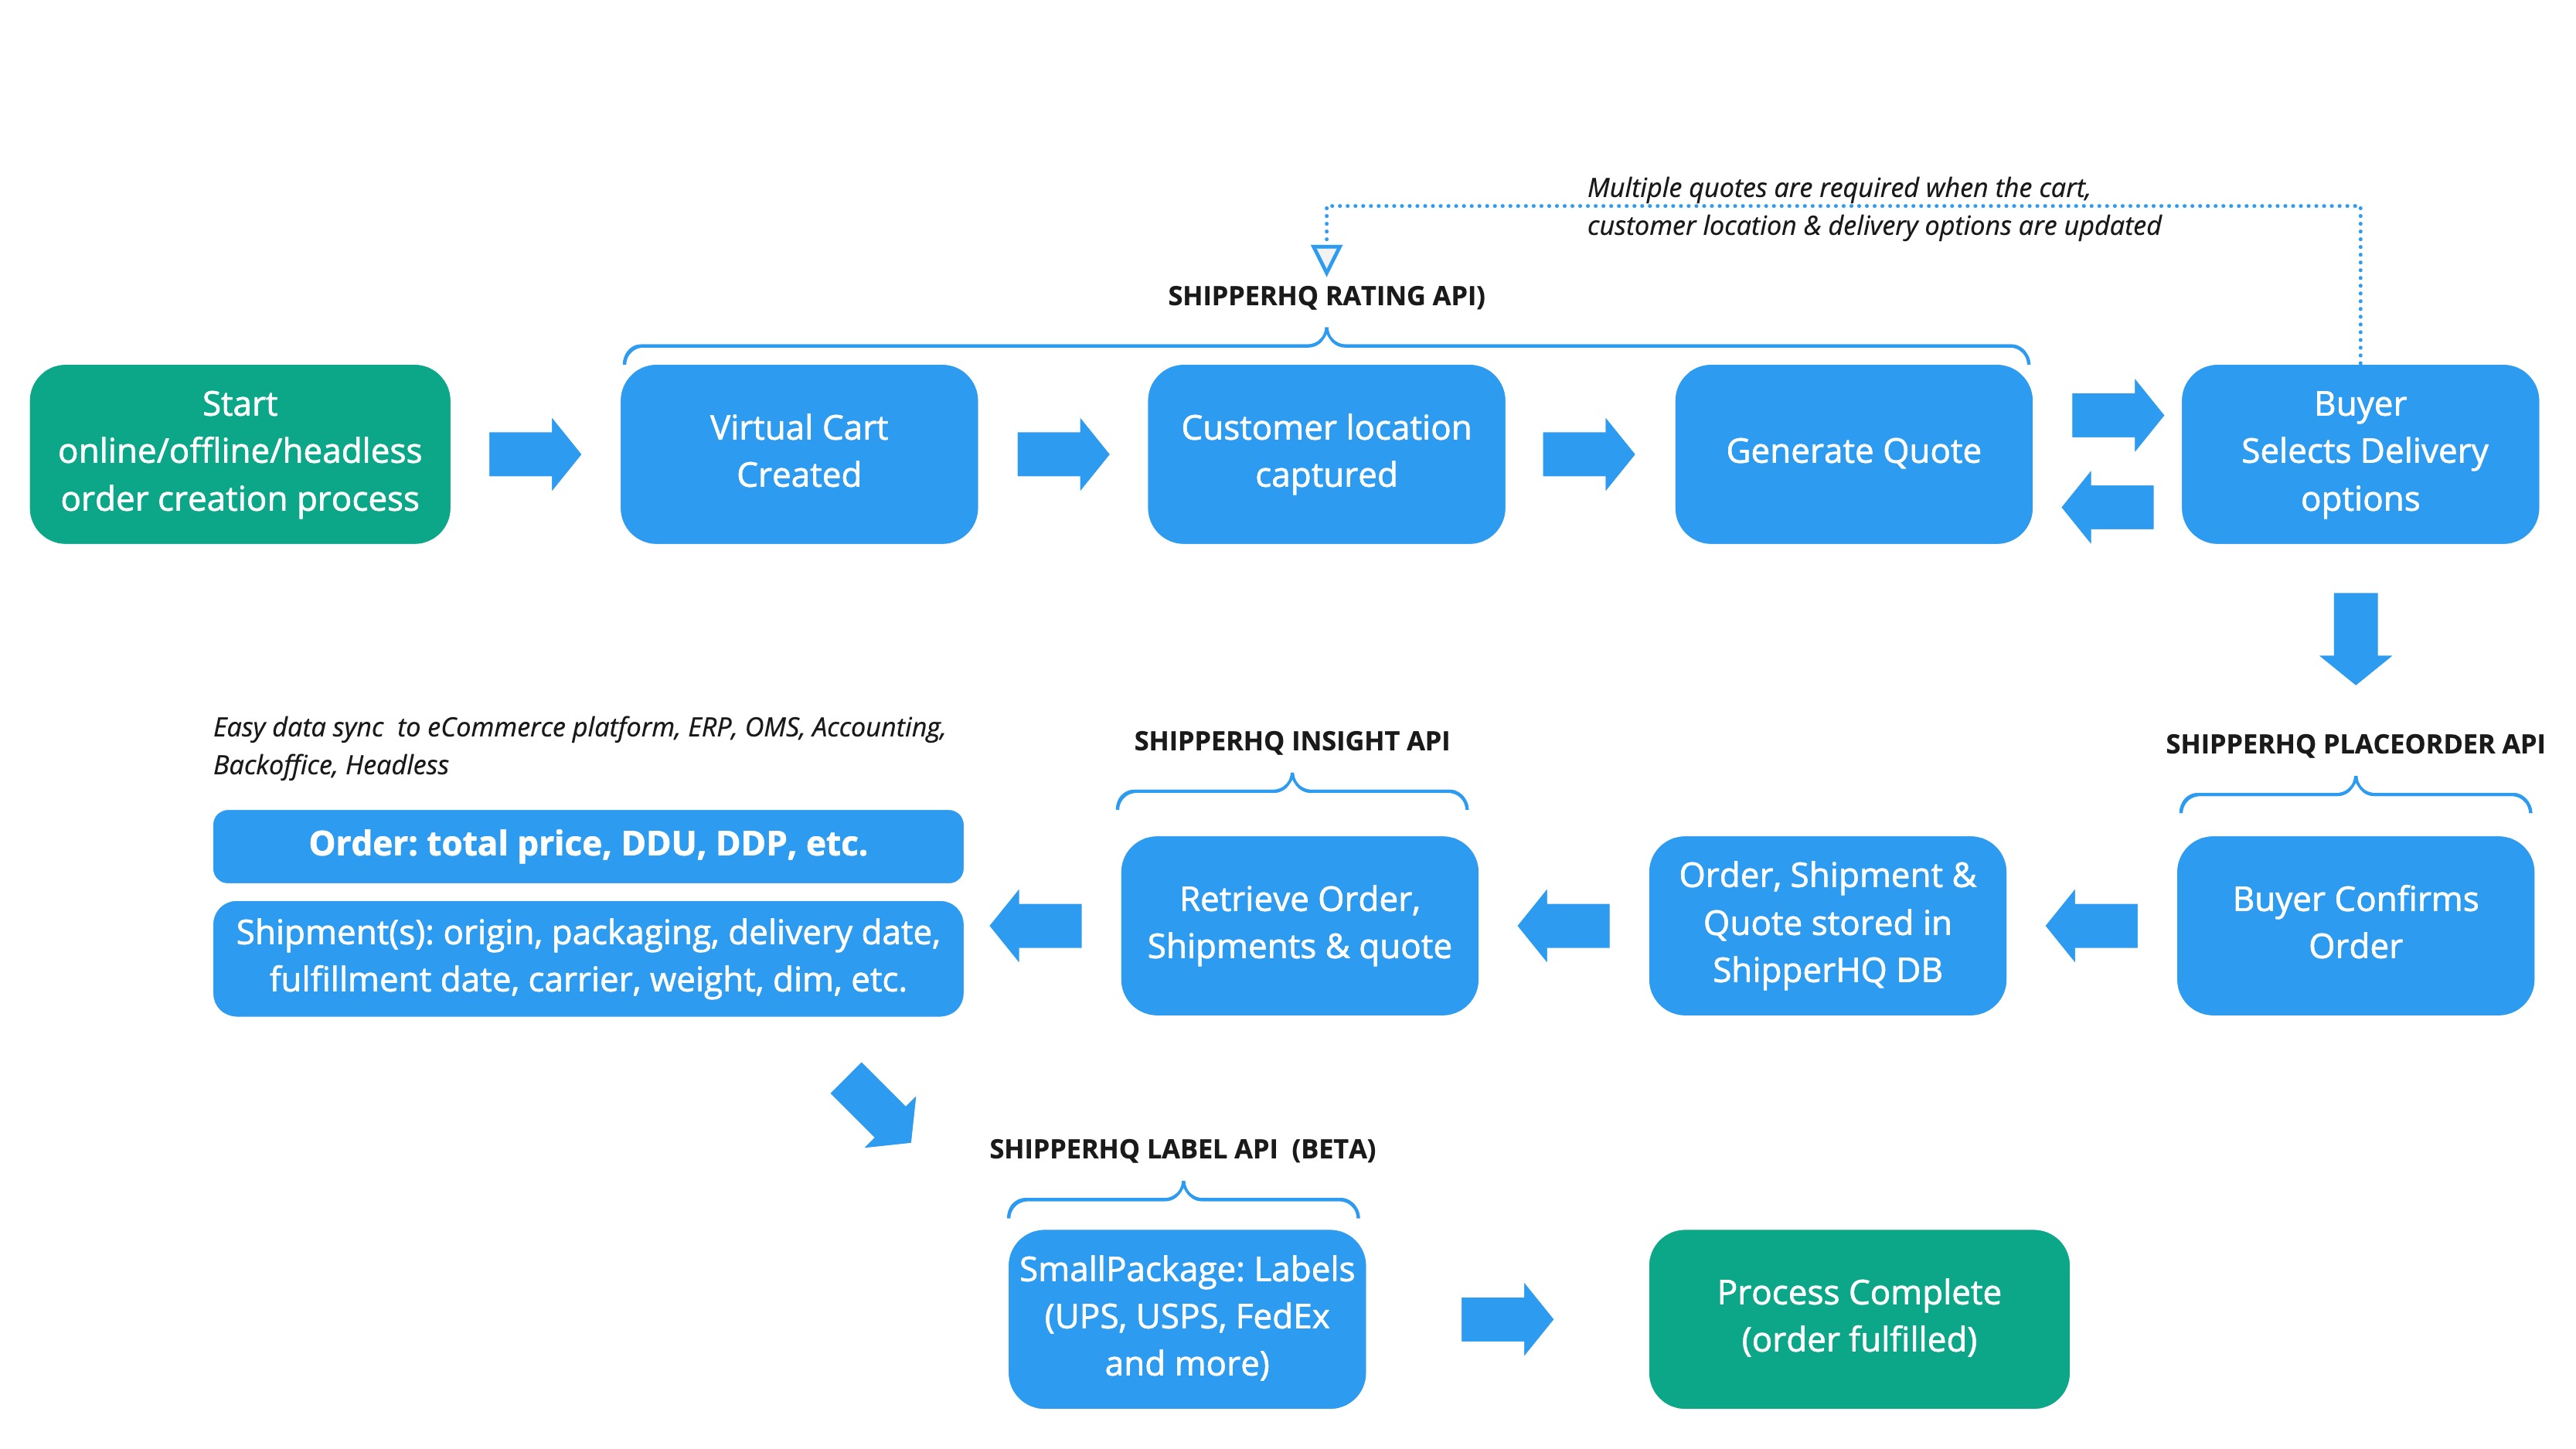 Multiple quotes are required when the cart,
customer location & delivery options are updated
SHIPPERHQ RATING API)
Start
online/offline/headless
order creation process
Virtual Cart
Created
Customer location
captured
Generate Quote
Buyer
Selects Delivery
options
Easy data sync  to eCommerce platform, ERP, OMS, Accounting,
Backoffice, Headless
SHIPPERHQ INSIGHT API
SHIPPERHQ PLACEORDER API
Order: total price, DDU, DDP, etc.
Shipment(s): origin, packaging, delivery date,
fulfillment date, carrier, weight, dim, etc.
Retrieve Order,
Shipments & quote
Order, Shipment &
Quote stored in
ShipperHQ DB
Buyer Confirms
Order
SHIPPERHQ LABEL API  (BETA)
SmallPackage: Labels
(UPS, USPS, FedEx
and more)
Process Complete
(order fulfilled)